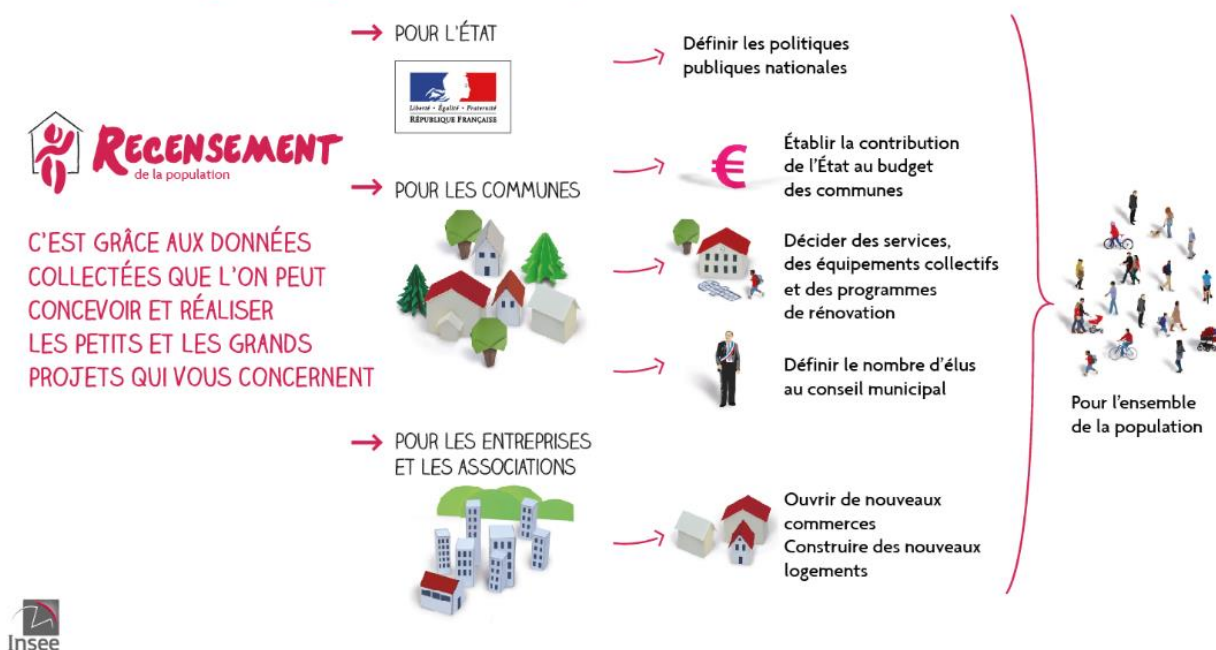 RECENSEMENT
de la population
C'EST GRÂCE AUX DONNÉES
COLLECTÉES QUE L'ON PEUT
CONCEVOIR ET RÉALISER
LES PETITS ET LES GRANDS
PROJETS QUI VOUS CONCERNENT
POUR L'ÉTAT
Liberté • Égalité • Fraternité
RÉPUBLIQUE FRANÇAISE
Définir les politiques
publiques nationales
POUR LES COMMUNES
€
Établir la contribution
de l'État au budget
des communes
Décider des services,
des équipements collectifs
et des programmes
de rénovation
Définir le nombre d'élus
au conseil municipal
POUR LES ENTREPRISES
ET LES ASSOCIATIONS
Ouvrir de nouveaux
commerces
Construire des nouveaux
logements
Pour l'ensemble
de la population
Insee